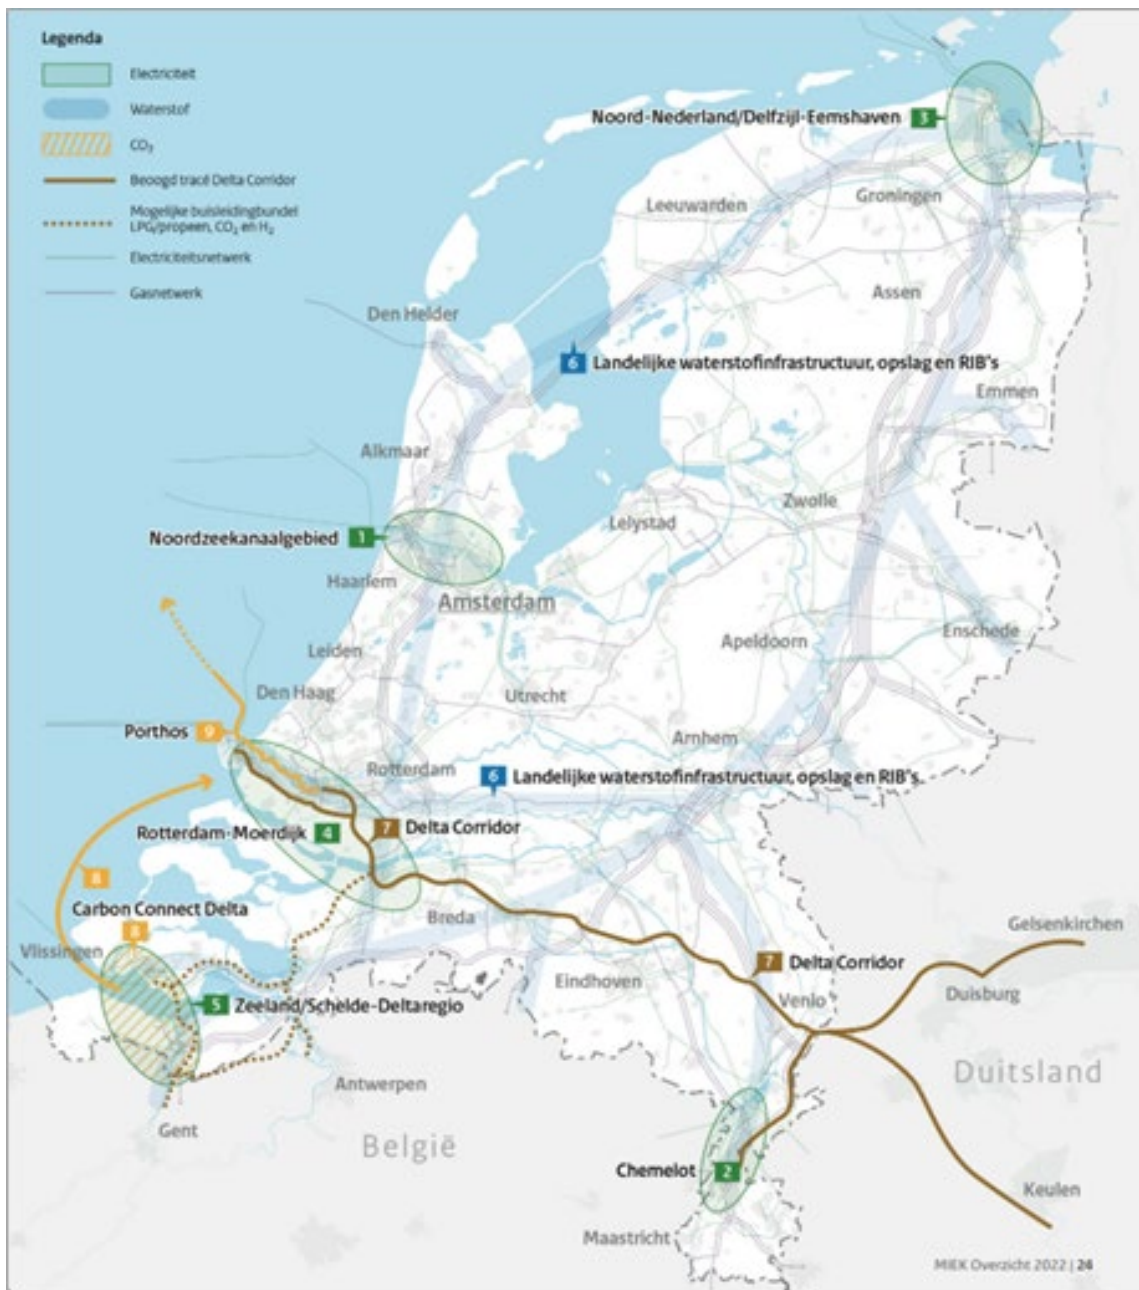 Legenda
Electriciteit
Waterstof
CO₂
Beoogd tracé Delta Corridor
Mogelijke buisleidingbundel
LPG/propeen, CO₂ en H₂
Electriciteitsnetwerk
Gasnetwerk
Noord-Nederland/Delfzijl-Eemshaven
3
Leeuwarden
Groningen
Assen
Den Helder
6
Landelijke waterstofinfrastructuur, opslag en RIB's
Emmen
Alkmaar
Zwolle
Lelystad
Noordzeekanaalgebied
1
Haarlem
Amsterdam
Apeldoorn
Enschede
Leiden
Den Haag
Utrecht
Porthos
9
Arnhem
Rotterdam
6
Landelijke waterstofinfrastructuur, opslag en RIB's.
Rotterdam-Moerdijk
4
7
Delta Corridor
8
Carbon Connect Delta
8
Breda
Vlissingen
Gelsenkirchen
7
Delta Corridor
Eindhoven
Venlo
Duisburg
5
Zeeland/Schelde-Deltaregio
Duitsland
Antwerpen
Gent
België
Chemelot
2
Keulen
Maastricht
MIEK Overzicht 2022 | 24